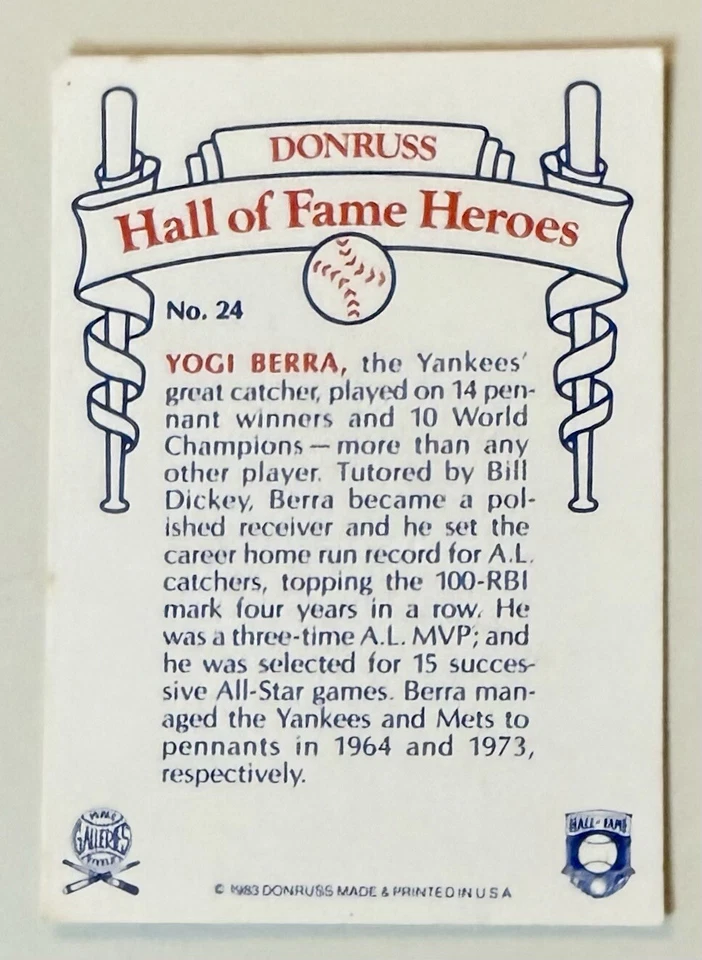 DONRUSS
Hall of Fame Heroes
No. 24
YOGI BERRA, the Yankees'
great catcher, played on 14 pen-
nant winners and 10 World
Champions — more than any
other player. Tutored by Bill
Dickey, Berra became a pol-
ished receiver and he set the
career home run record for A.L.
catchers, topping the 100-RBI
mark four years in a row. He
was a three-time A.L. MVP; and
he was selected for 15 succes-
sive All-Star games. Berra man-
aged the Yankees and Mets to
pennants in 1964 and 1973,
respectively.
GALLERIES
HALL OF FAME
© 1983 DONRUSS MADE & PRINTED IN U S A